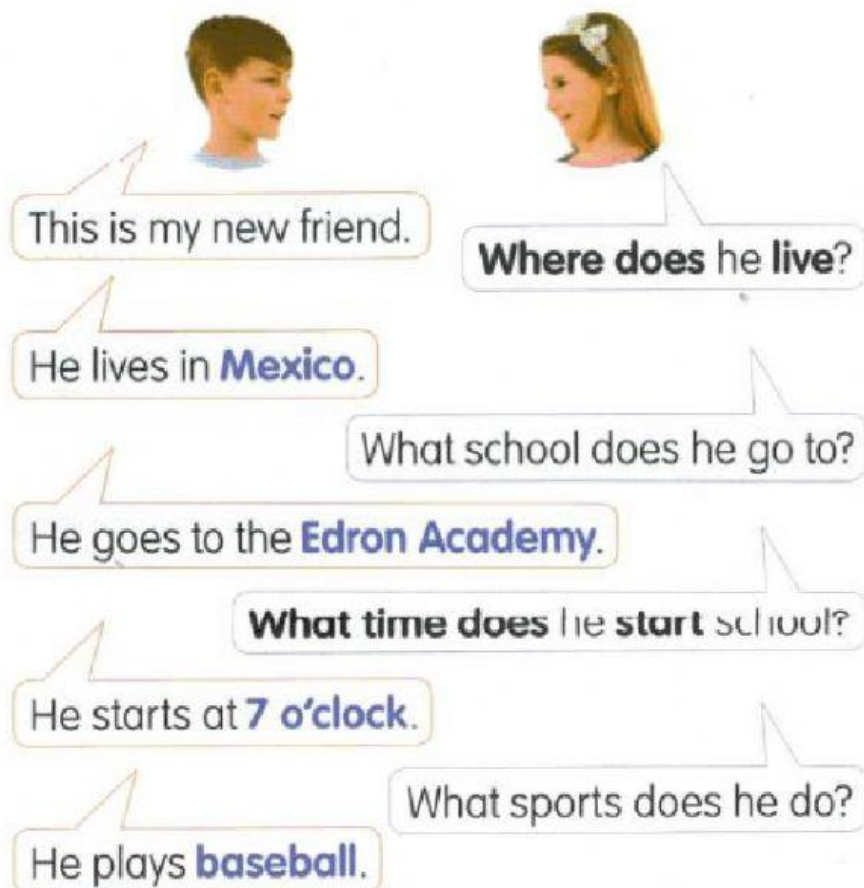 This is my new friend.
Where does he live?
He lives in Mexico.
What school does he go to?
He goes to the Edron Academy.
What time does he start school?
He starts at 7 o'clock.
What sports does he do?
He plays baseball.